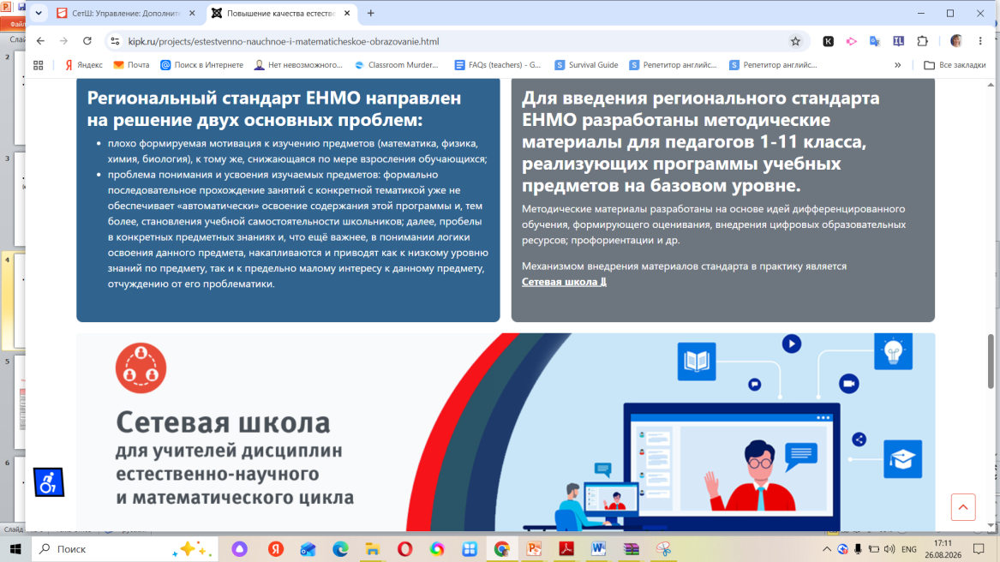 СетШ: Управление: Дополните
Повышение качества естестве
Файл
kipk.ru/projects/estestvenno-nauchnoe-i-matematicheskoe-obrazovanie.html
Яндекс
Почта
Поиск в Интернете
Нет невозможного...
Classroom Murder...
FAQs (teachers) - G...
Survival Guide
Репетитор английс...
Репетитор английс...
»
Все закладки
2
3
4
5
6
Региональный стандарт ЕНМО направлен
на решение двух основных проблем:
• плохо формируемая мотивация к изучению предметов (математика, физика,
химия, биология), к тому же, снижающаяся по мере взросления обучающихся;
• проблема понимания и усвоения изучаемых предметов: формально
последовательное прохождение занятий с конкретной тематикой уже не
обеспечивает «автоматически» освоение содержания этой программы и, тем
более, становления учебной самостоятельности школьников; далее, пробелы
в конкретных предметных знаниях и, что ещё важнее, в понимании логики
освоения данного предмета, накапливаются и приводят как к низкому уровню
знаний по предмету, так и к предельно малому интересу к данному предмету,
отчуждению от его проблематики.
Для введения регионального стандарта
ЕНМО разработаны методические
материалы для педагогов 1-11 класса,
реализующих программы учебных
предметов на базовом уровне.
Методические материалы разработаны на основе идей дифференцированного
обучения, формирующего оценивания, внедрения цифровых образовательных
ресурсов; профориентации и др.
Механизмом внедрения материалов стандарта в практику является
Сетевая школа ⇓
Сетевая школа
для учителей дисциплин
естественно-научного
и математического цикла
Слайд
Поиск
ENG
17:11
26.08.2026